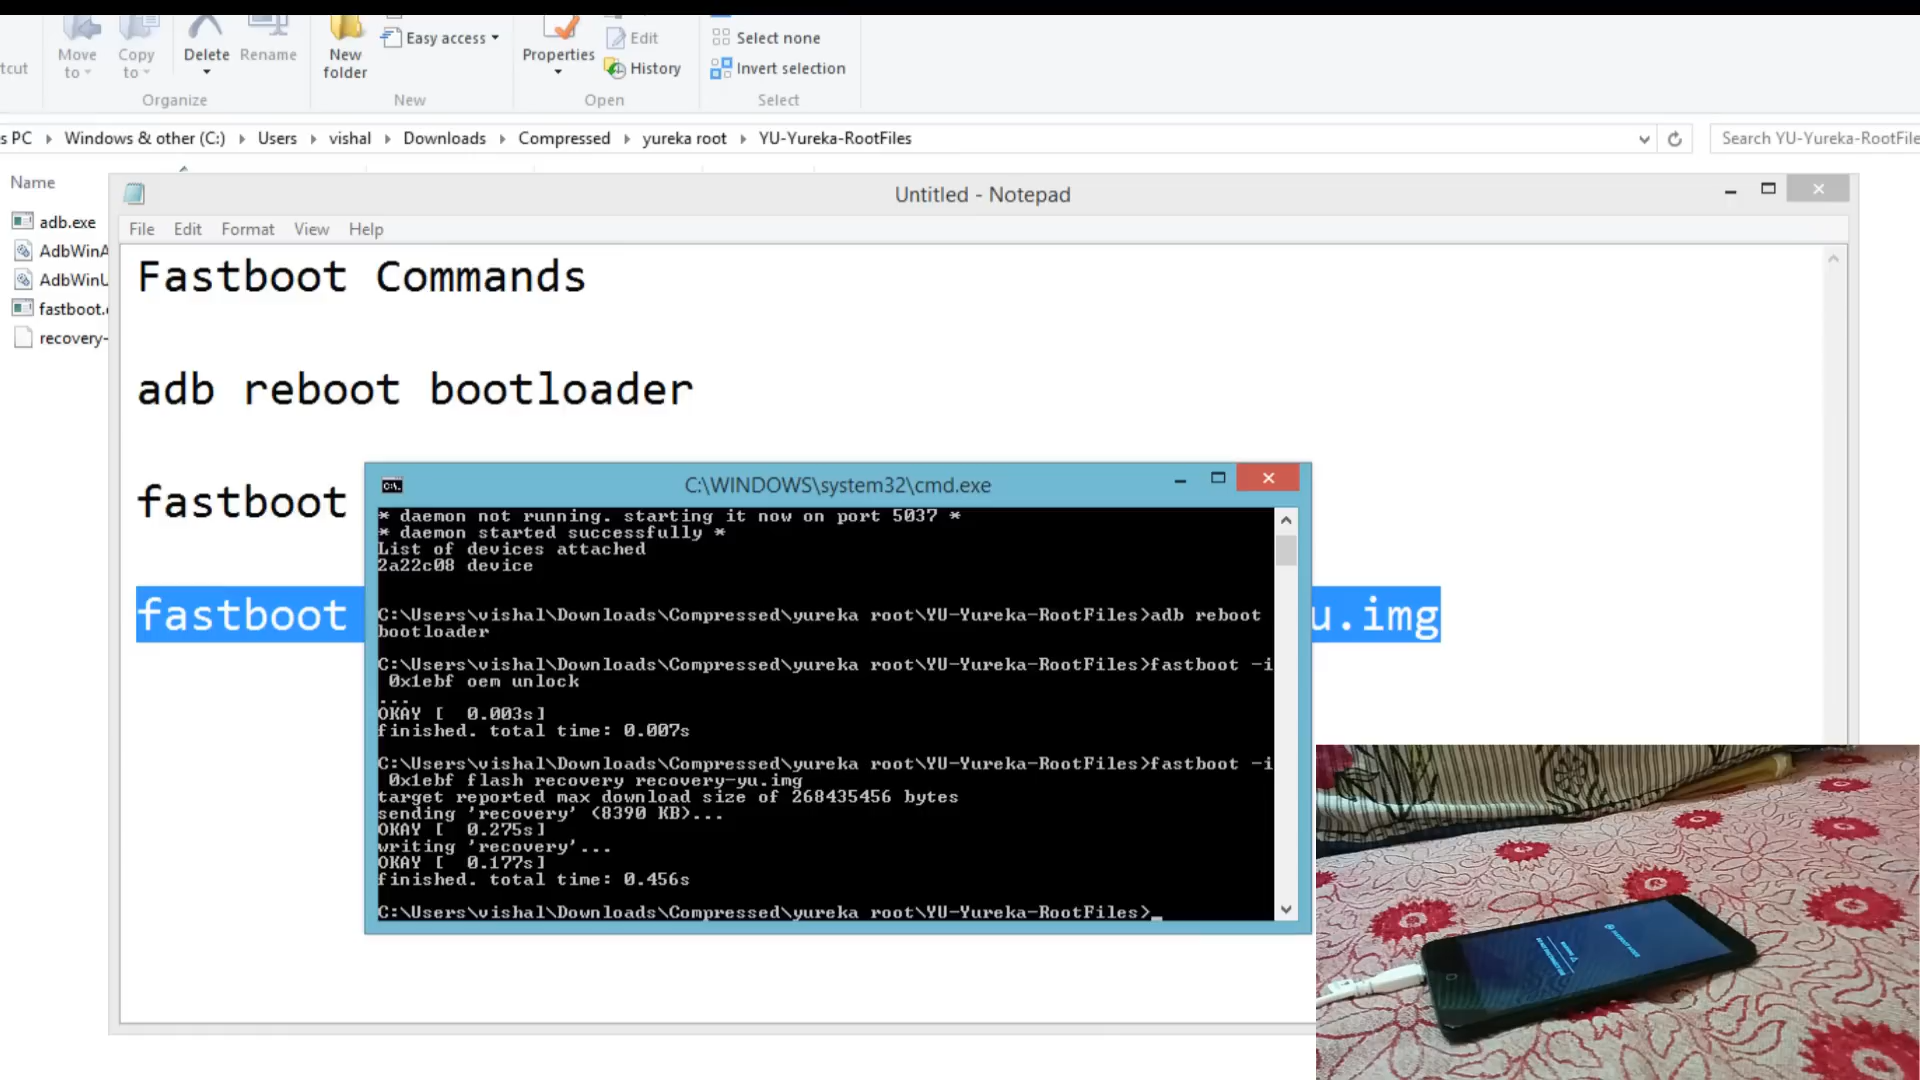 Move to
Copy to
Delete
Rename
New folder
Easy access
Properties
Edit
History
Select none
Invert selection
Organize
New
Open
Select
PC
Windows & other (C:)
Users
vishal
Downloads
Compressed
yureka root
YU-Yureka-RootFiles
Search YU-Yureka-RootFile
Name
adb.exe
AdbWinA
AdbWinU
fastboot.
recovery-
Untitled - Notepad
File Edit Format View Help
Fastboot Commands
adb reboot bootloader
fastboot
fastboot
u.img
C:\WINDOWS\system32\cmd.exe
* daemon not running. starting it now on port 5037 *
* daemon started successfully *
List of devices attached
2a22c08 device
C:\Users\vishal\Downloads\Compressed\yureka root\YU-Yureka-RootFiles>adb reboot
bootloader
C:\Users\vishal\Downloads\Compressed\yureka root\YU-Yureka-RootFiles>fastboot -i
0x1ebf oem unlock
...
OKAY [  0.003s]
finished. total time: 0.007s
C:\Users\vishal\Downloads\Compressed\yureka root\YU-Yureka-RootFiles>fastboot -i
0x1ebf flash recovery recovery-yu.img
target reported max download size of 268435456 bytes
sending 'recovery' (8390 KB)...
OKAY [  0.275s]
writing 'recovery'...
OKAY [  0.177s]
finished. total time: 0.456s
C:\Users\vishal\Downloads\Compressed\yureka root\YU-Yureka-RootFiles>_